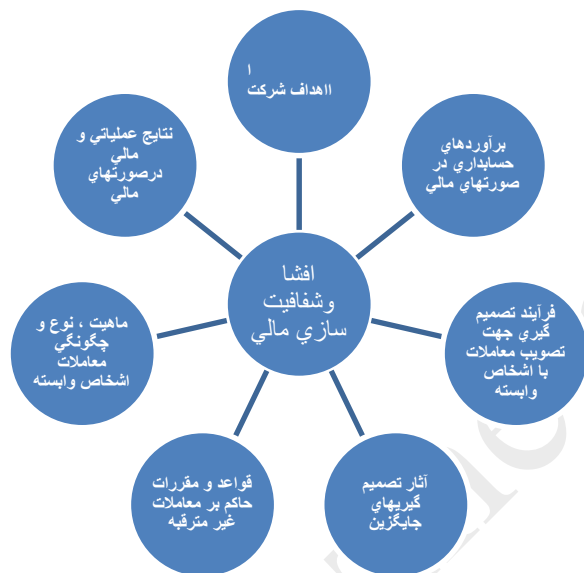 ا
ااهداف شركت
برآوردهاي
حسابداري در
صورتهاي مالي
فرآيند تصميم
گيري جهت
تصويب معاملات
با اشخاص
وابسته
آثار تصميم
گيريهاي
جايگزين
قواعد و مقررات
حاكم بر معاملات
غير مترقبه
ماهيت ، نوع و
چگونگي
معاملات
اشخاص وابسته
نتايج عملياتي و
مالي
درصورتهاي
مالي
افشا
وشفافيت
سازي مالي